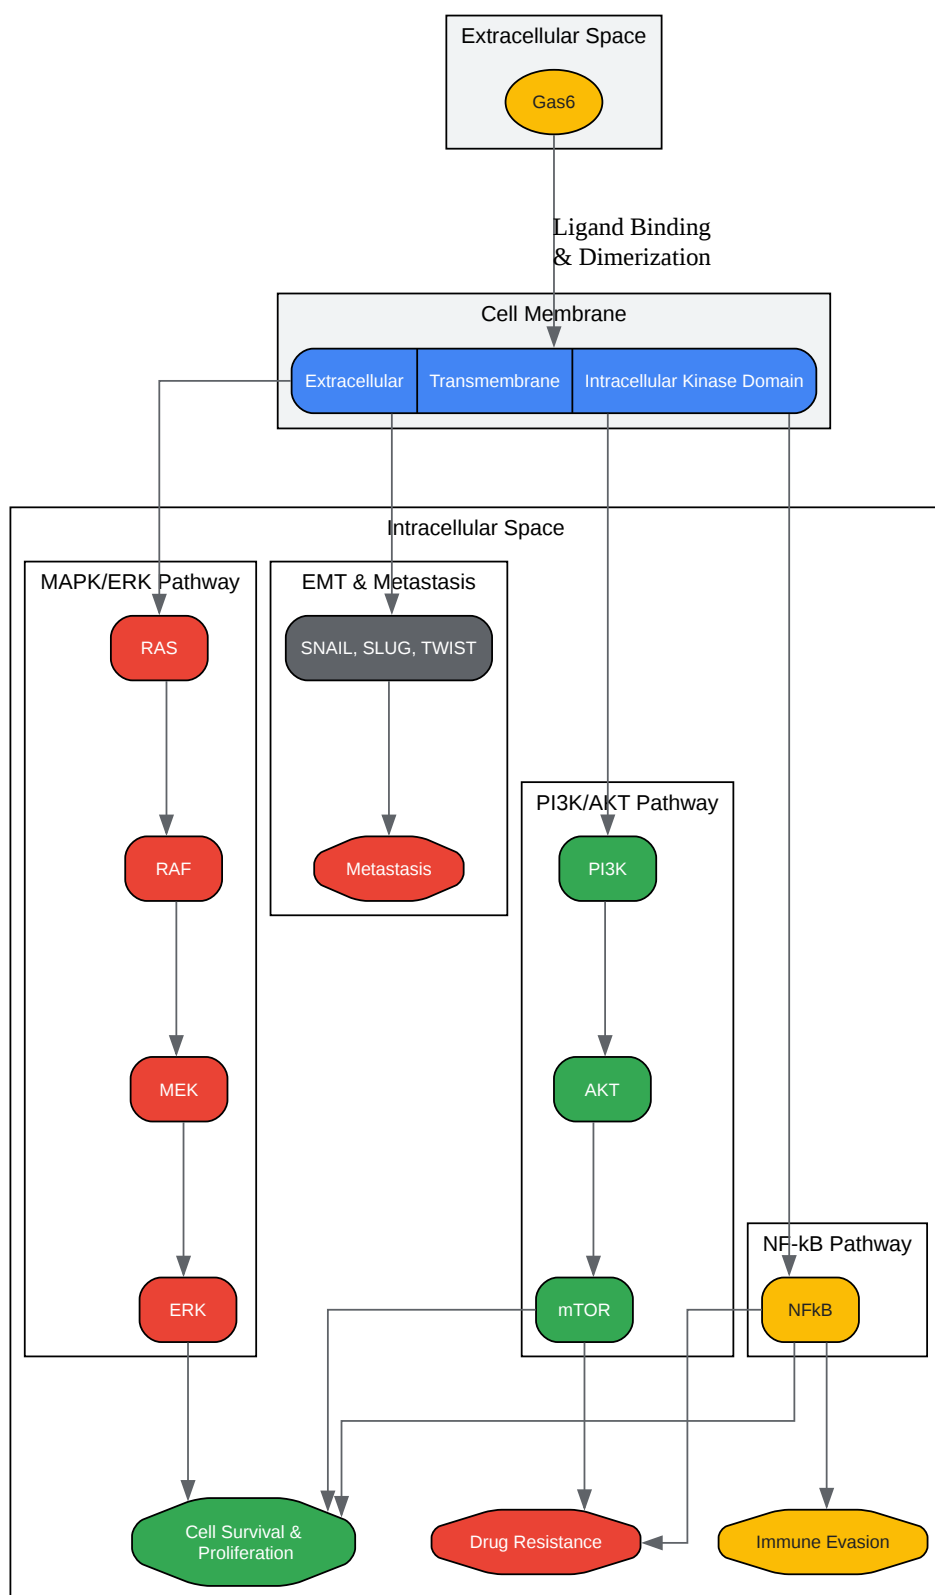 Extracellular Space
Gas6
Ligand Binding
& Dimerization
Cell Membrane
Extracellular
Transmembrane
Intracellular Kinase Domain
Intracellular Space
MAPK/ERK Pathway
EMT & Metastasis
RAS
SNAIL, SLUG, TWIST
PI3K/AKT Pathway
RAF
Metastasis
PI3K
MEK
AKT
NF-kB Pathway
ERK
mTOR
NFkB
Cell Survival &
Proliferation
Drug Resistance
Immune Evasion